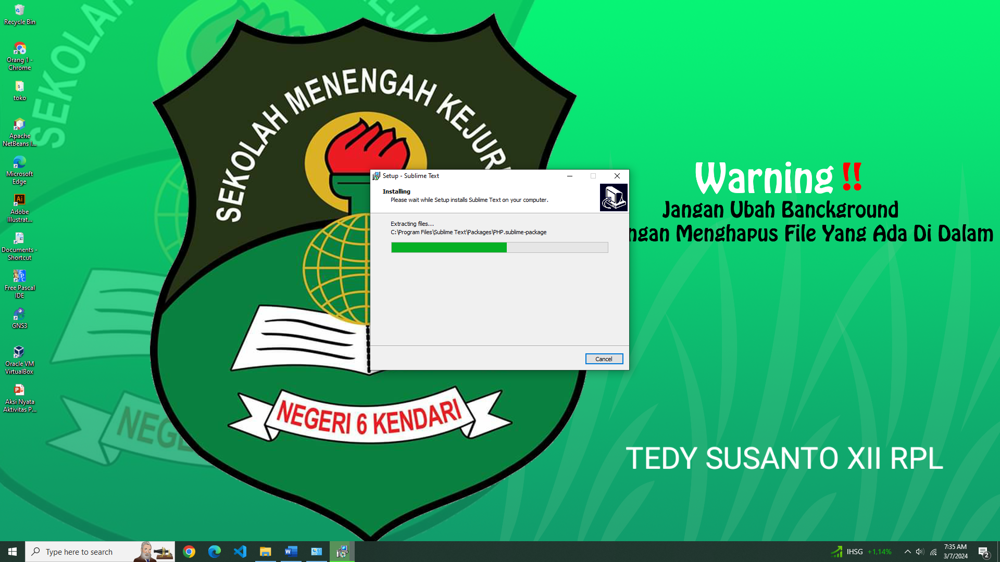 Recycle Bin
Orang 1 -
Chrome
toko
Apache
NetBeans I...
Microsoft
Edge
Adobe
Illustrat...
Documents -
Shortcut
Free Pascal
IDE
GNS3
Oracle VM
VirtualBox
Aksi Nyata
Aktivitas P...
SEKOLAH
SEKOLAH MENENGAH KEJUR
NEGERI 6 KENDARI
NEGE
Setup - Sublime Text
Installing
Please wait while Setup installs Sublime Text on your computer.
Extracting files...
C:\Program Files\Sublime Text\Packages\PHP.sublime-package
Cancel
Warning !!
Jangan Ubah Banckground
ngan Menghapus File Yang Ada Di Dalam
TEDY SUSANTO XII RPL
Type here to search
IHSG +1,14%
7:35 AM
3/7/2024
2